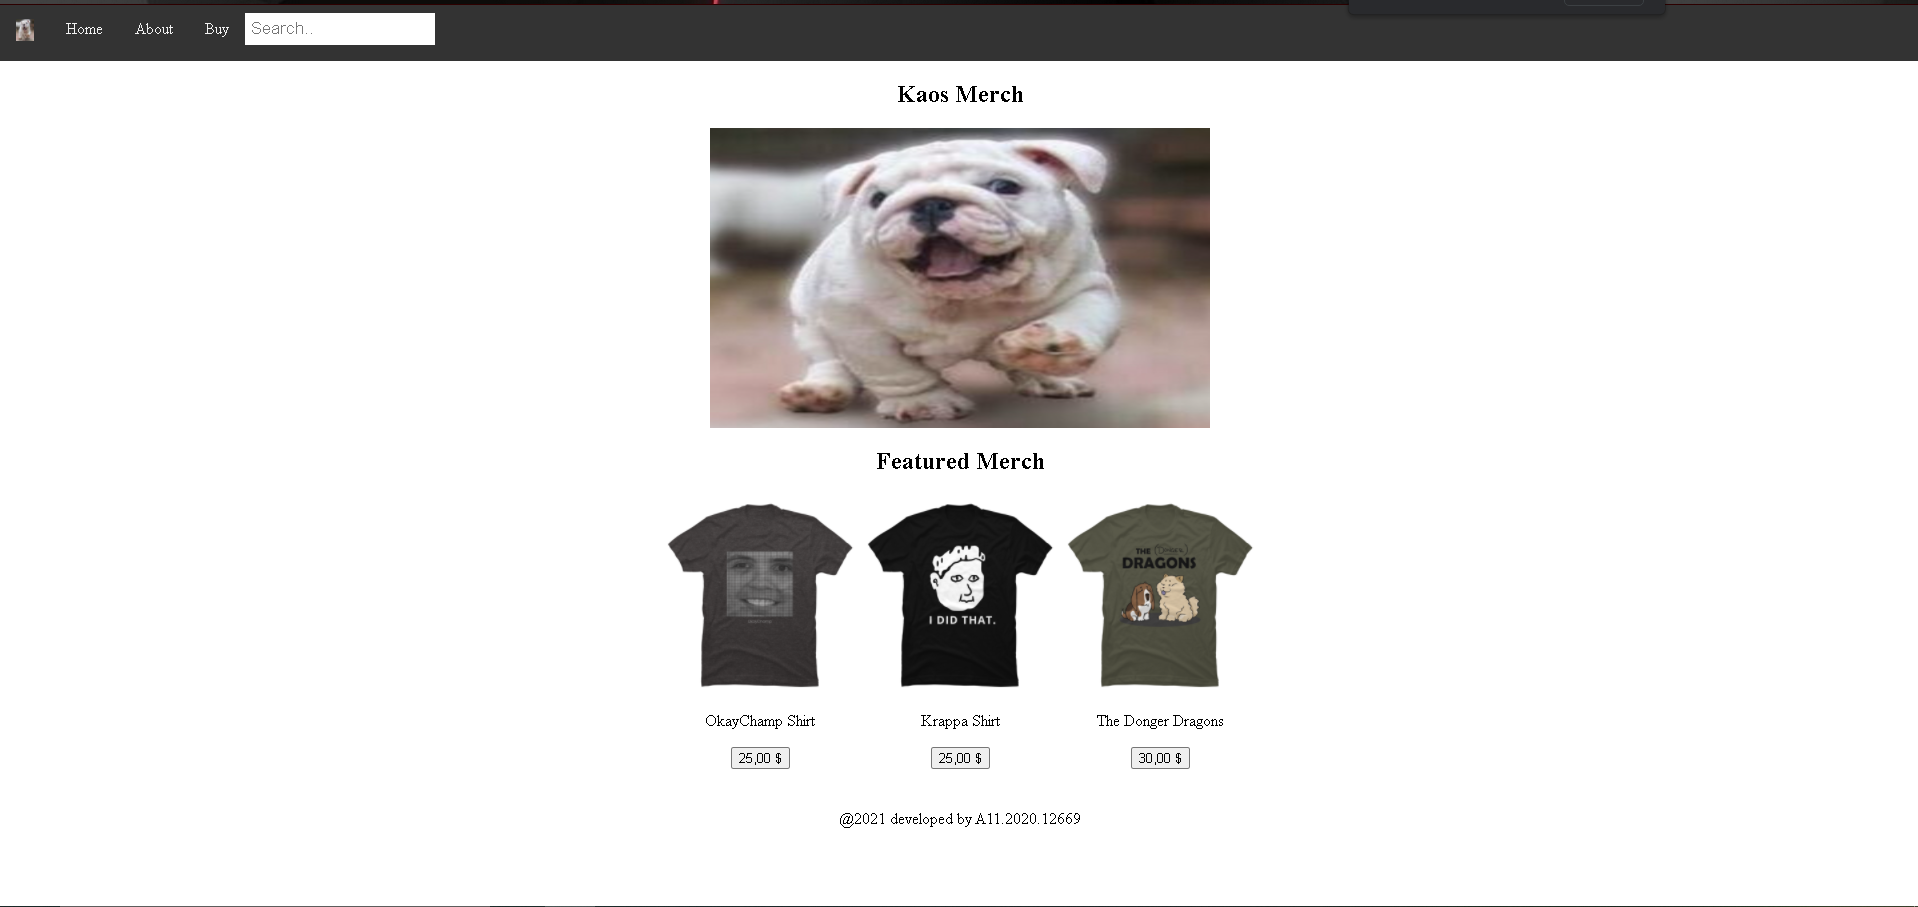 Home About Buy Search..
Kaos Merch
Featured Merch
I DID THAT.
THE
DRAGONS
OkayChamp Shirt Krappa Shirt The Donger Dragons
25,00 $ 25,00 $ 30,00 $
@2021 developed by A11.2020.12669